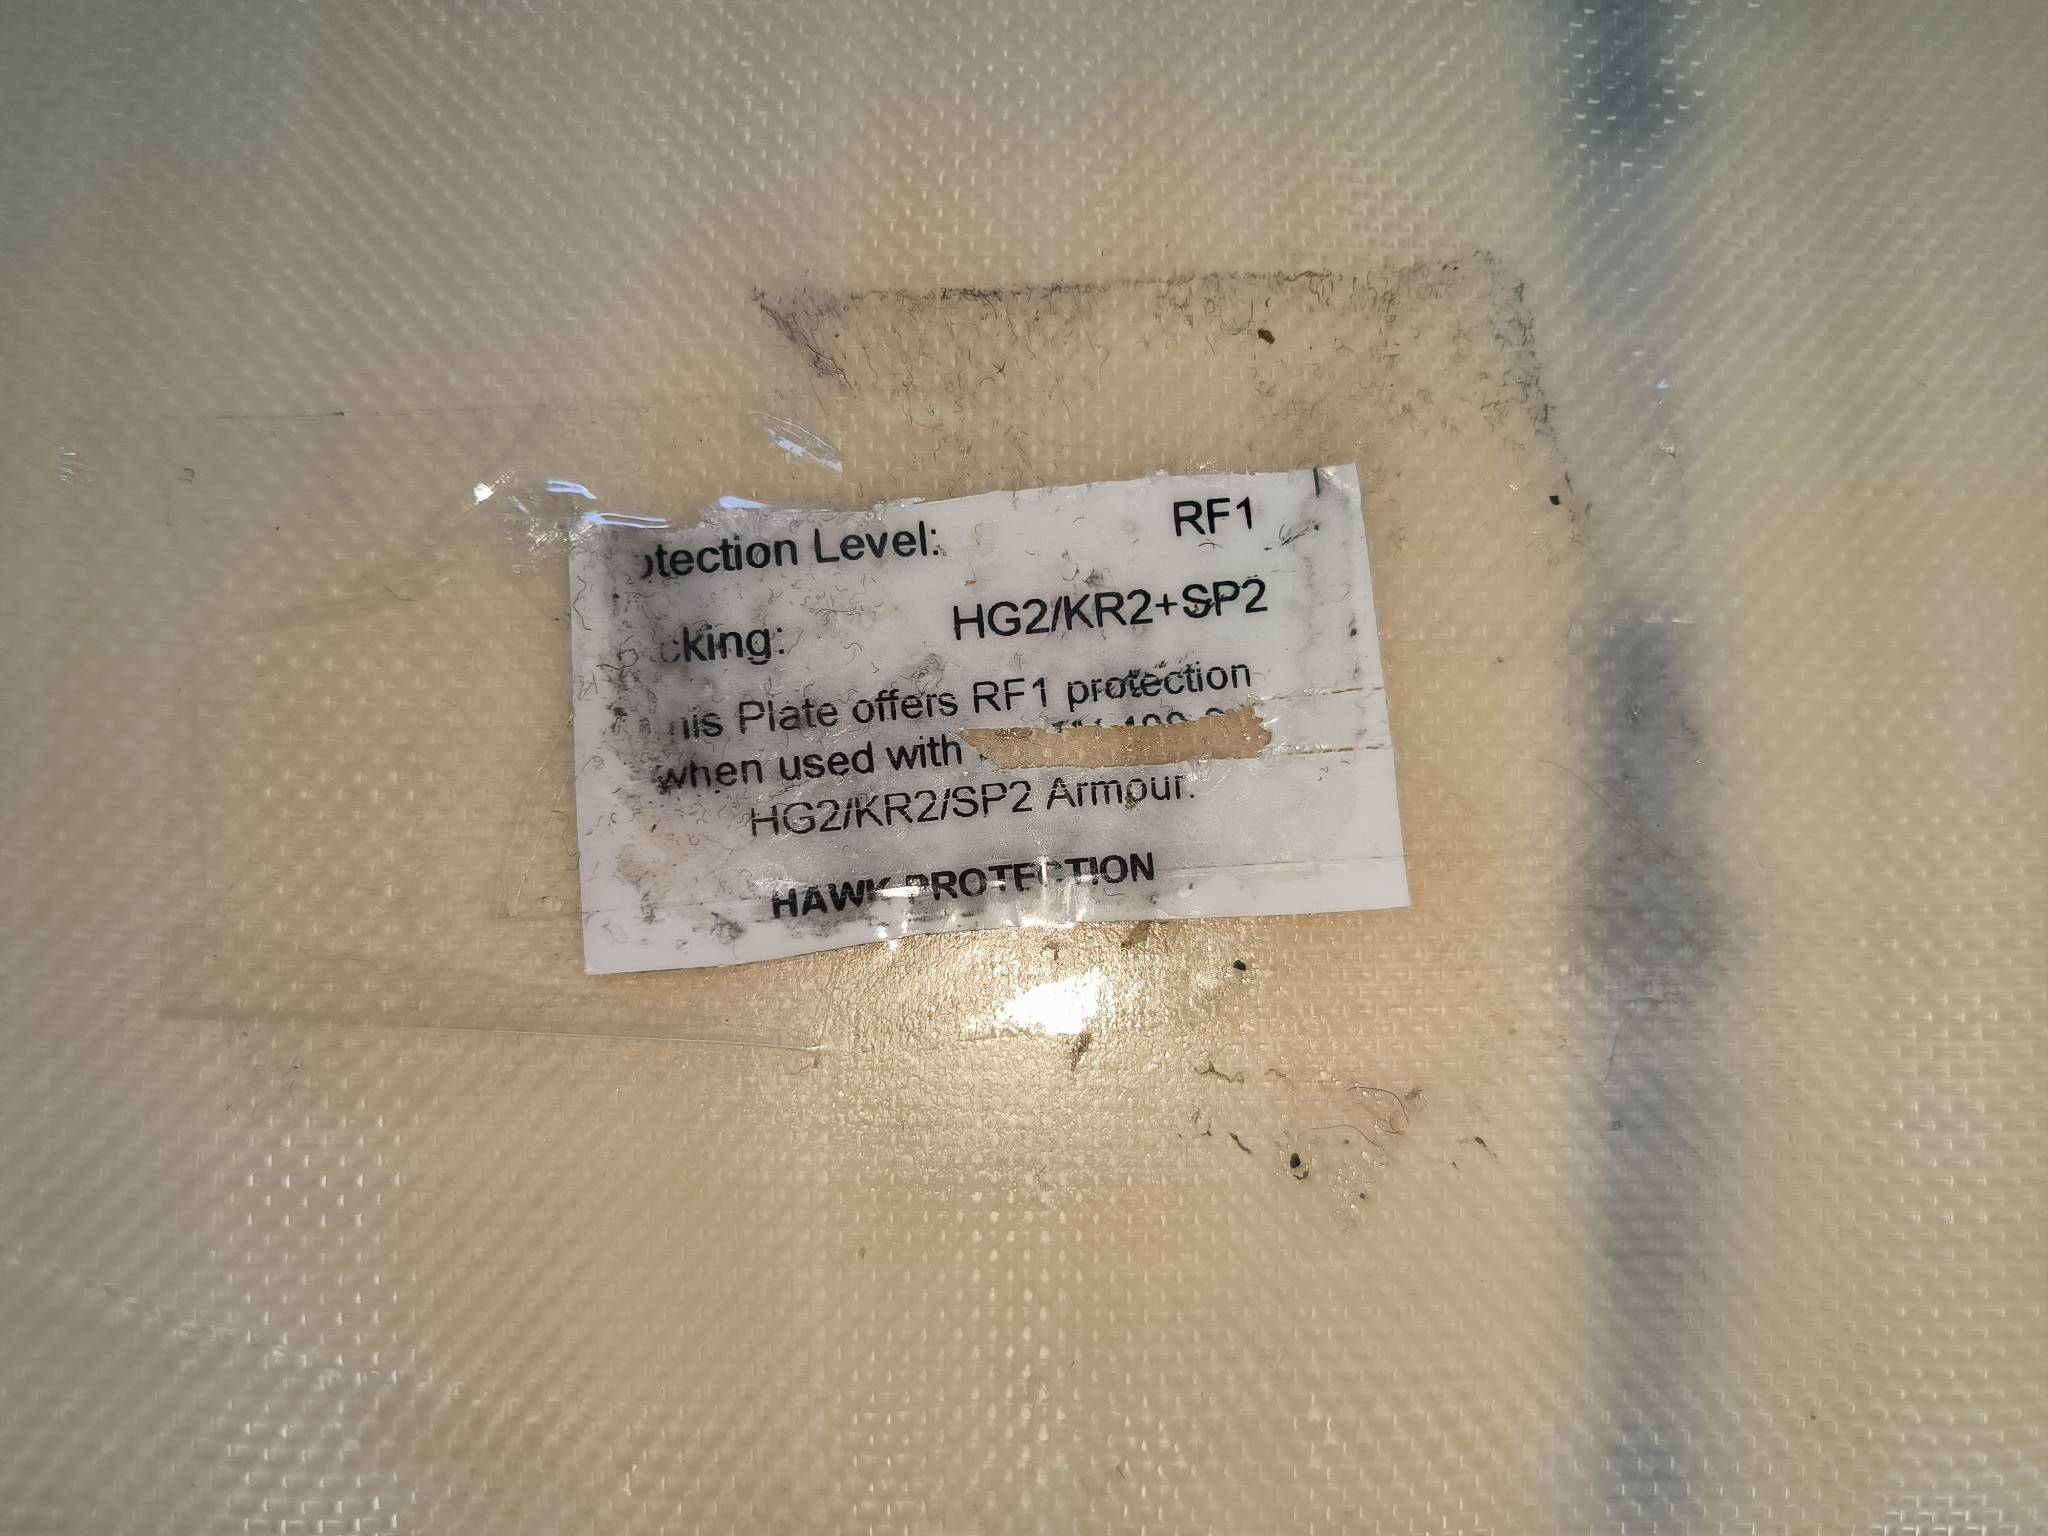 otection Level: RF1
cking: HG2/KR2+SP2
his Plate offers RF1 protection
when used with
HG2/KR2/SP2 Armour.
HAWK PROTECTION